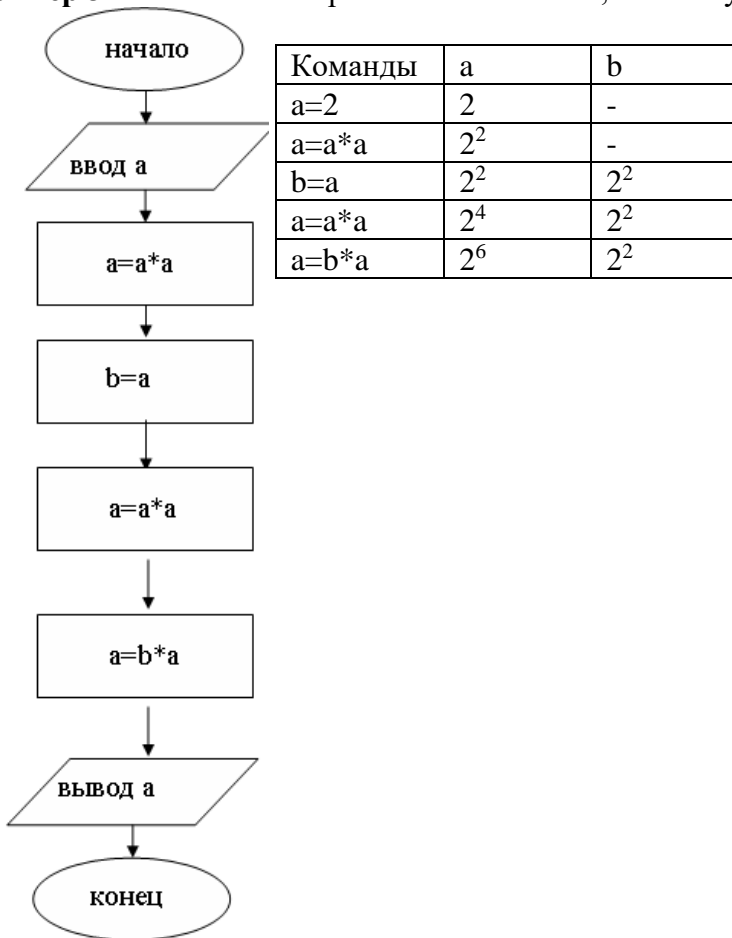 начало
ввод a
a=a*a
b=a
a=a*a
a=b*a
вывод a
конец
Команды a b
a=2 2 -
a=a*a 2² -
b=a 2² 2²
a=a*a 2⁴ 2²
a=b*a 2⁶ 2²